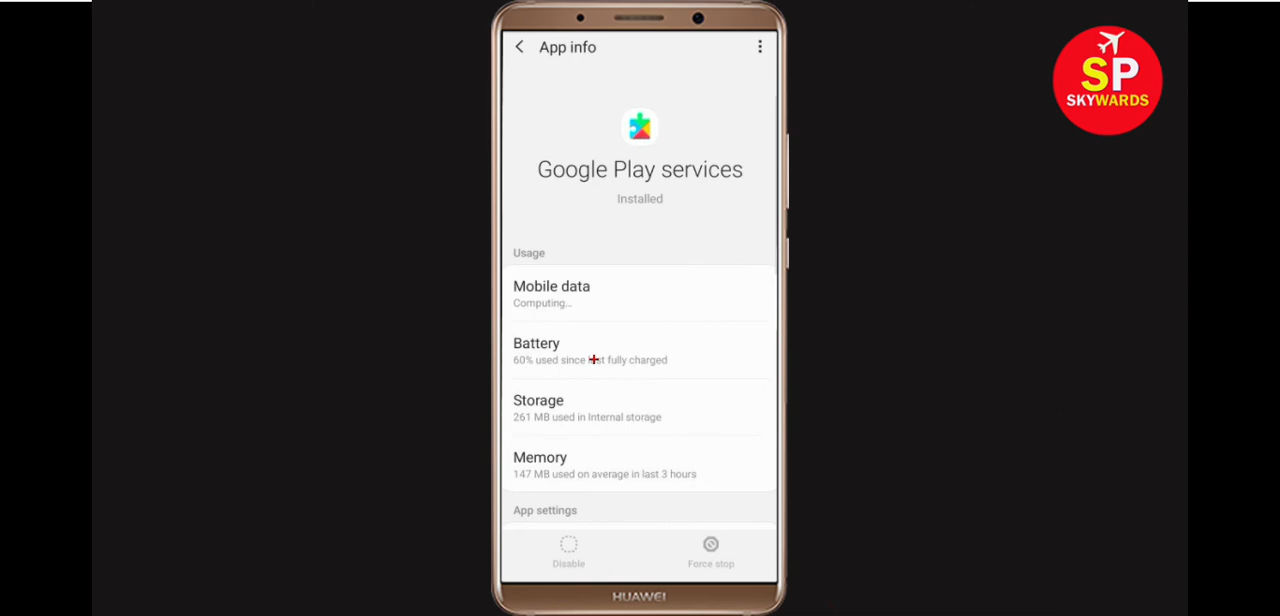 App info
SP
SKYWARDS
Google Play services
Installed
Usage
Mobile data
Computing...
Battery
60% used since last fully charged
Storage
261 MB used in Internal storage
Memory
147 MB used on average in last 3 hours
App settings
Disable
Force stop
HUAWEI